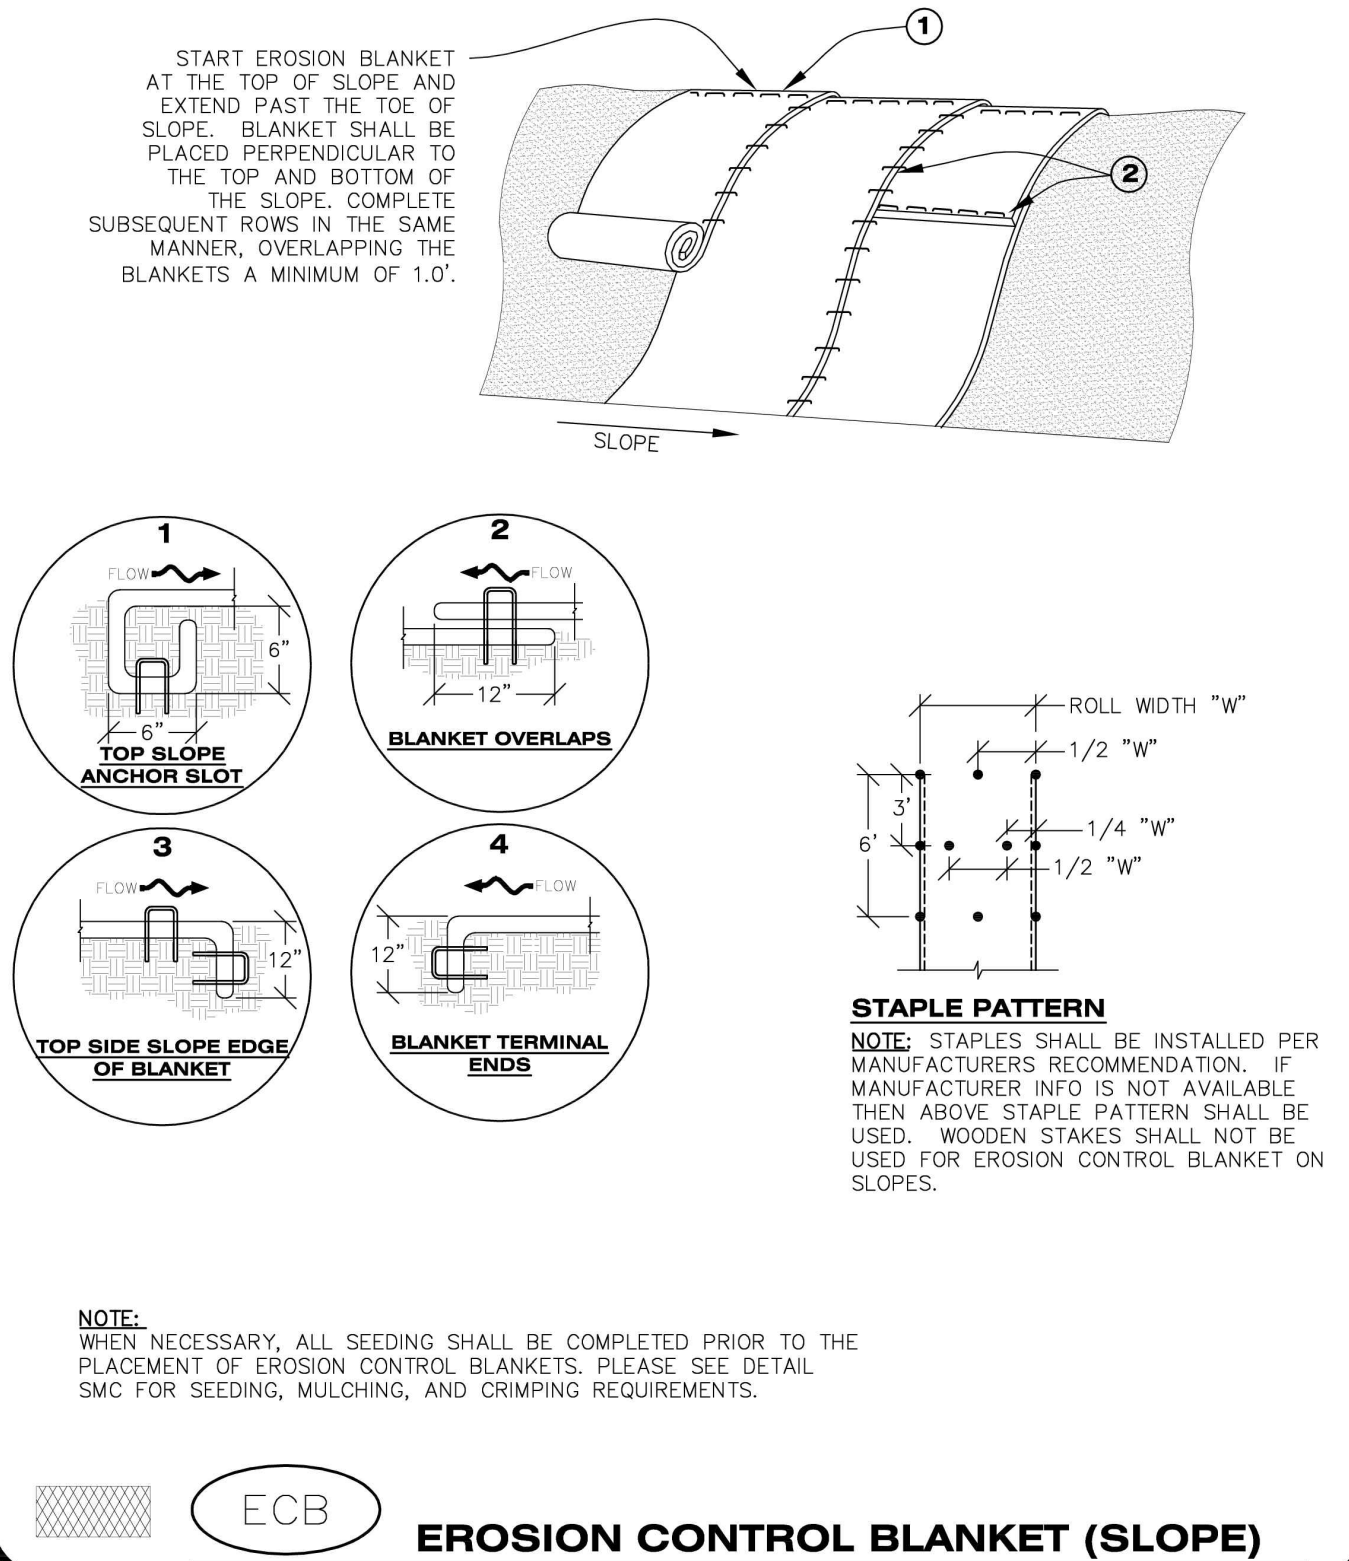 1
START EROSION BLANKET
AT THE TOP OF SLOPE AND
EXTEND PAST THE TOE OF
SLOPE. BLANKET SHALL BE
PLACED PERPENDICULAR TO
THE TOP AND BOTTOM OF
THE SLOPE. COMPLETE
SUBSEQUENT ROWS IN THE SAME
MANNER, OVERLAPPING THE
BLANKETS A MINIMUM OF 1.0'.
2
SLOPE
1
FLOW
6"
6"
TOP SLOPE
ANCHOR SLOT
2
FLOW
12"
BLANKET OVERLAPS
3
FLOW
12"
TOP SIDE SLOPE EDGE
OF BLANKET
4
FLOW
12"
BLANKET TERMINAL
ENDS
ROLL WIDTH "W"
1/2 "W"
3'
6'
1/4 "W"
1/2 "W"
STAPLE PATTERN
NOTE: STAPLES SHALL BE INSTALLED PER
MANUFACTURERS RECOMMENDATION. IF
MANUFACTURER INFO IS NOT AVAILABLE
THEN ABOVE STAPLE PATTERN SHALL BE
USED. WOODEN STAKES SHALL NOT BE
USED FOR EROSION CONTROL BLANKET ON
SLOPES.
NOTE:
WHEN NECESSARY, ALL SEEDING SHALL BE COMPLETED PRIOR TO THE
PLACEMENT OF EROSION CONTROL BLANKETS. PLEASE SEE DETAIL
SMC FOR SEEDING, MULCHING, AND CRIMPING REQUIREMENTS.
ECB
EROSION CONTROL BLANKET (SLOPE)